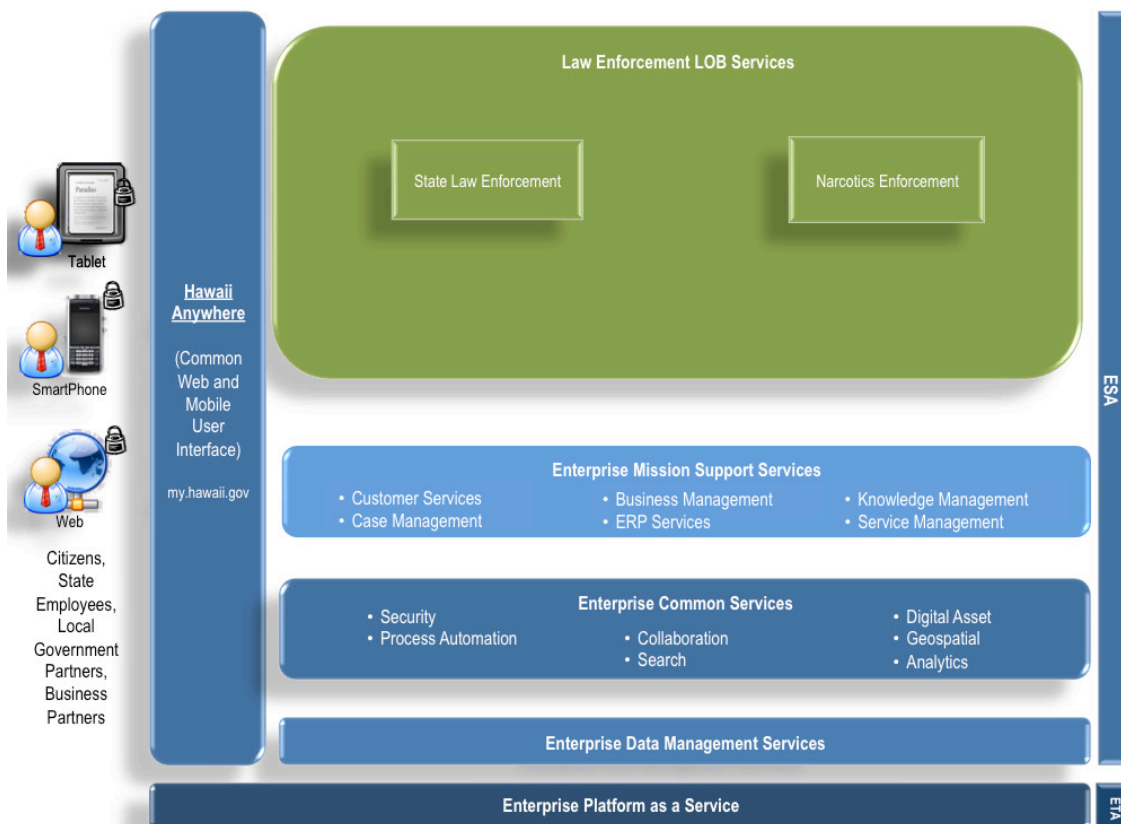 Law Enforcement LOB Services
State Law Enforcement
Narcotics Enforcement
Paradiso
Tablet
SmartPhone
Web
Citizens,
State
Employees,
Local
Government
Partners,
Business
Partners
Hawaii
Anywhere
(Common
Web and
Mobile
User
Interface)
my.hawaii.gov
Enterprise Mission Support Services
• Customer Services
• Case Management
• Business Management
• ERP Services
• Knowledge Management
• Service Management
Enterprise Common Services
• Security
• Process Automation
• Collaboration
• Search
• Digital Asset
• Geospatial
• Analytics
Enterprise Data Management Services
Enterprise Platform as a Service
ESA
ETA